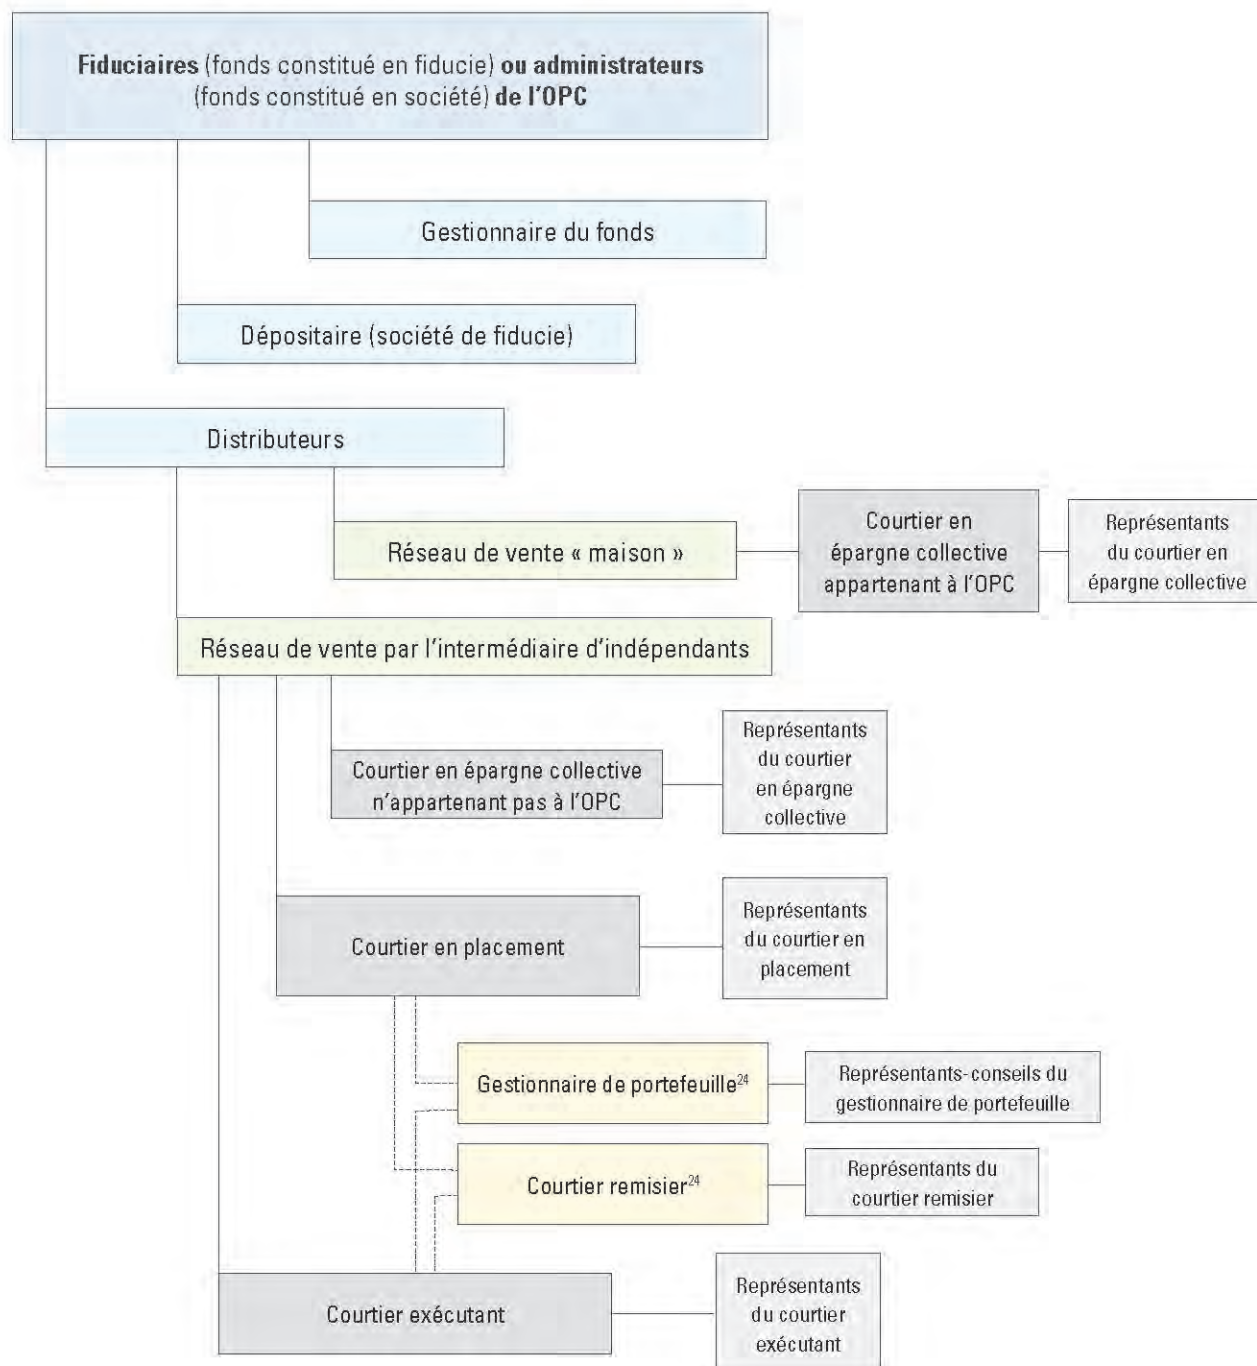 Fiduciaires (fonds constitué en fiducie) ou administrateurs
(fonds constitué en société) de l'OPC
Gestionnaire du fonds
Dépositaire (société de fiducie)
Distributeurs
Réseau de vente « maison »
Courtier en
épargne collective
appartenant à l'OPC
Représentants
du courtier en
épargne collective
Réseau de vente par l'intermédiaire d'indépendants
Courtier en épargne collective
n'appartenant pas à l'OPC
Représentants
du courtier
en épargne
collective
Courtier en placement
Représentants
du courtier en
placement
Gestionnaire de portefeuille24
Représentants-conseils du
gestionnaire de portefeuille
Courtier remisier24
Représentants du
courtier remisier
Courtier exécutant
Représentants
du courtier
exécutant